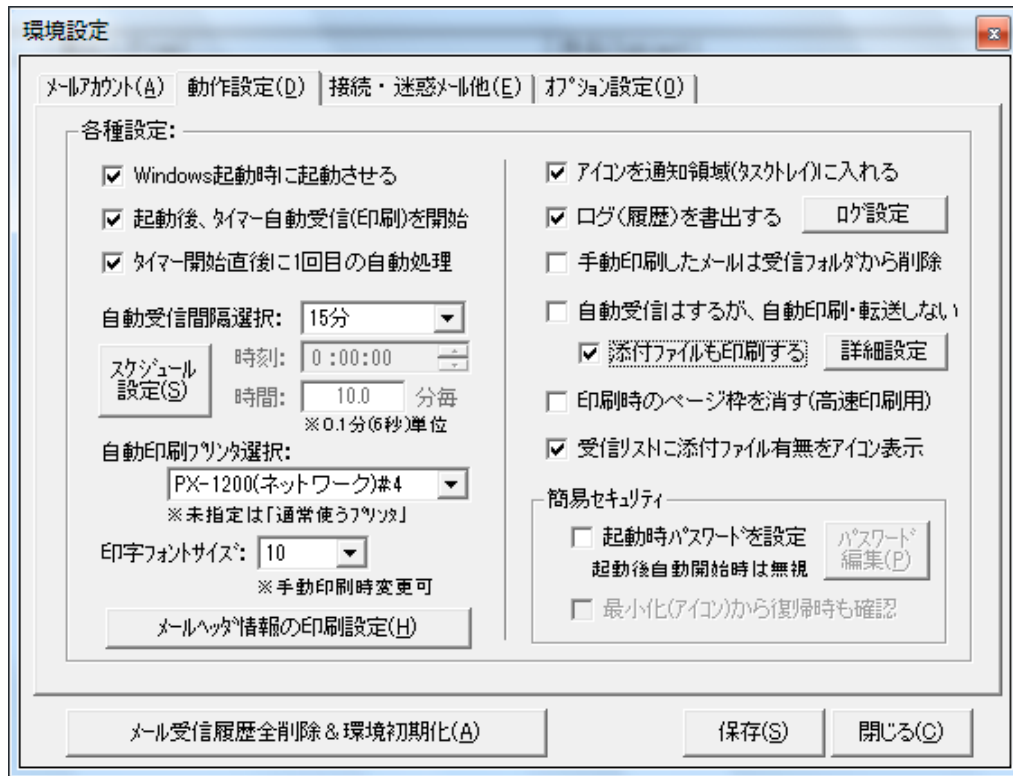 環境設定
メールアカウント(A) 動作設定(D) 接続・迷惑メール他(E) オプション設定(O)
各種設定:
Windows起動時に起動させる
起動後、タイマー自動受信(印刷)を開始
タイマー開始直後に1回目の自動処理
自動受信間隔選択: 15分
スケジュール
設定(S)
時刻: 0:00:00
時間: 10.0 分毎
※0.1分(6秒)単位
自動印刷プリンタ選択:
PX-1200(ネットワーク)#4
※未指定は「通常使うプリンタ」
印字フォントサイズ: 10
※手動印刷時変更可
メールヘッダ情報の印刷設定(H)
アイコンを通知領域(タスクトレイ)に入れる
ログ(履歴)を書出する ログ設定
手動印刷したメールは受信フォルダから削除
自動受信はするが、自動印刷・転送しない
添付ファイルも印刷する 詳細設定
印刷時のページ枠を消す(高速印刷用)
受信リストに添付ファイル有無をアイコン表示
簡易セキュリティ
起動時パスワードを設定
起動後自動開始時は無視
パスワード
編集(P)
最小化(アイコン)から復帰時も確認
メール受信履歴全削除&環境初期化(A) 保存(S) 閉じる(C)